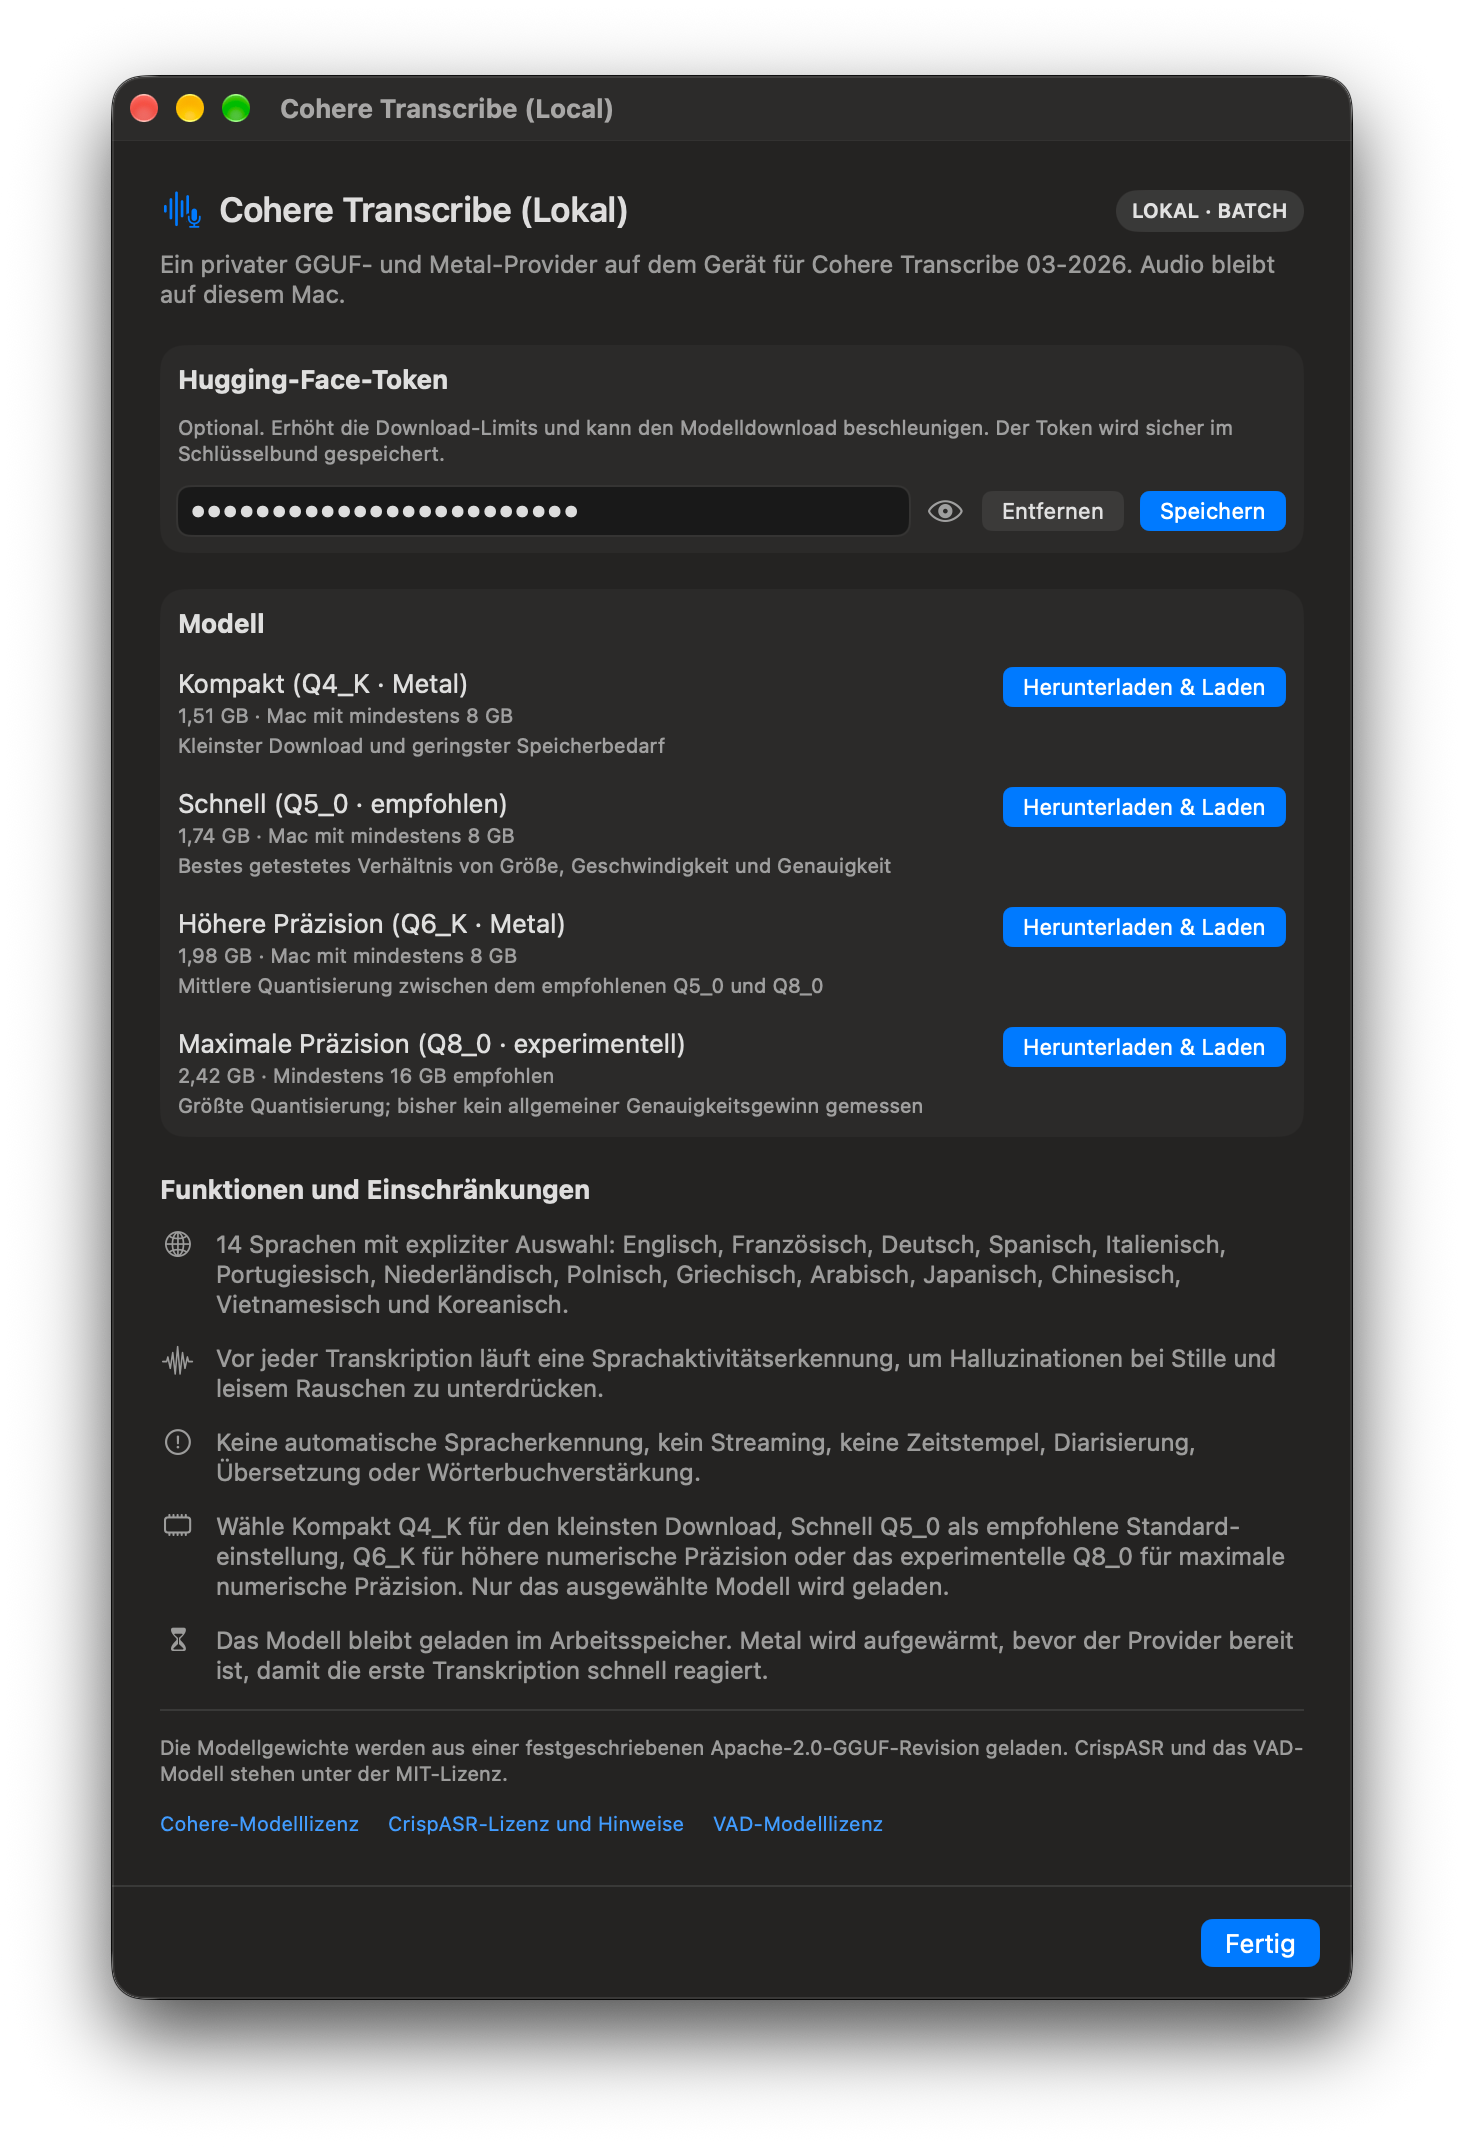 Cohere Transcribe (Local)
Cohere Transcribe (Lokal)
LOKAL · BATCH
Ein privater GGUF- und Metal-Provider auf dem Gerät für Cohere Transcribe 03-2026. Audio bleibt
auf diesem Mac.
Hugging-Face-Token
Optional. Erhöht die Download-Limits und kann den Modelldownload beschleunigen. Der Token wird sicher im
Schlüsselbund gespeichert.
Entfernen
Speichern
Modell
Kompakt (Q4_K · Metal)
Herunterladen & Laden
1,51 GB · Mac mit mindestens 8 GB
Kleinster Download und geringster Speicherbedarf
Schnell (Q5_0 · empfohlen)
Herunterladen & Laden
1,74 GB · Mac mit mindestens 8 GB
Bestes getestetes Verhältnis von Größe, Geschwindigkeit und Genauigkeit
Höhere Präzision (Q6_K · Metal)
Herunterladen & Laden
1,98 GB · Mac mit mindestens 8 GB
Mittlere Quantisierung zwischen dem empfohlenen Q5_0 und Q8_0
Maximale Präzision (Q8_0 · experimentell)
Herunterladen & Laden
2,42 GB · Mindestens 16 GB empfohlen
Größte Quantisierung; bisher kein allgemeiner Genauigkeitsgewinn gemessen
Funktionen und Einschränkungen
14 Sprachen mit expliziter Auswahl: Englisch, Französisch, Deutsch, Spanisch, Italienisch,
Portugiesisch, Niederländisch, Polnisch, Griechisch, Arabisch, Japanisch, Chinesisch,
Vietnamesisch und Koreanisch.
Vor jeder Transkription läuft eine Sprachaktivitätserkennung, um Halluzinationen bei Stille und
leisem Rauschen zu unterdrücken.
Keine automatische Spracherkennung, kein Streaming, keine Zeitstempel, Diarisierung,
Übersetzung oder Wörterbuchverstärkung.
Wähle Kompakt Q4_K für den kleinsten Download, Schnell Q5_0 als empfohlene Standard-
einstellung, Q6_K für höhere numerische Präzision oder das experimentelle Q8_0 für maximale
numerische Präzision. Nur das ausgewählte Modell wird geladen.
Das Modell bleibt geladen im Arbeitsspeicher. Metal wird aufgewärmt, bevor der Provider bereit
ist, damit die erste Transkription schnell reagiert.
Die Modellgewichte werden aus einer festgeschriebenen Apache-2.0-GGUF-Revision geladen. CrispASR und das VAD-
Modell stehen unter der MIT-Lizenz.
Cohere-Modelllizenz CrispASR-Lizenz und Hinweise VAD-Modelllizenz
Fertig